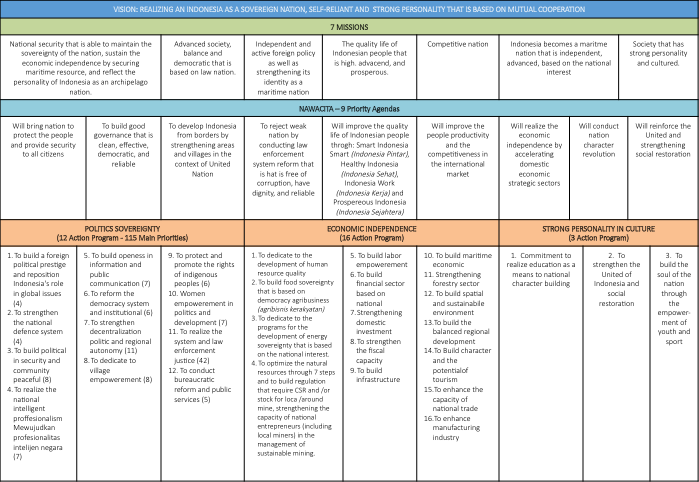 VISION: REALIZING AN INDONESIA AS A SOVEREIGN NATION, SELF-RELIANT AND STRONG PERSONALITY THAT IS BASED ON MUTUAL COOPERATION
7 MISSIONS
National security that is able to maintain the
sovereignty of the nation, sustain the
economic independence by securing
maritime resource, and reflect the
personality of Indonesia as an archipelago
nation.
Advanced society,
balance and
democratic that is
based on law nation.
Independent and
active foreign policy
as well as
strengthening its
identity as a
maritime nation
The quality life of
Indonesian people that
is high. advacend, and
prosperous.
Competitive nation
Indonesia becomes a maritme
nation that is independent,
advanced, based on the national
interest
Society that has
strong personality
and cultured.
NAWACITA – 9 Priority Agendas
Will bring nation to
protect the people
and provide security
to all citizens
To build good
governance that is
clean, effective,
democratic, and
reliable
To develop Indonesia
from borders by
strengthening areas
and villages in the
context of United
Nation
To reject weak
nation by
conducting law
enforcement
system reform that
is hat is free of
corruption, have
dignity, and reliable
Will improve the quality
life of Indonesian people
throgh: Smart Indonesia
Smart (Indonesia Pintar),
Healthy Indonesia
(Indonesia Sehat),
Indonesia Work
(Indonesia Kerja) and
Prospereous Indonesia
(Indonesia Sejahtera)
Will improve the
people productivity
and the
competitiveness in
the international
market
Will realize the
economic
independence by
accelerating
domestic
economic
strategic sectors
Will conduct
nation
character
revolution
Will reinforce the
United and
strengthening
social restoration
POLITICS SOVEREIGNTY
(12 Action Program - 115 Main Priorities)
ECONOMIC INDEPENDENCE
(16 Action Program)
STRONG PERSONALITY IN CULTURE
(3 Action Program)
1. To build a foreign
political prestige
and reposition
Indonesia's role
in global issues
(4)
2. To strengthen
the national
defence system
(4)
3. To build political
in security and
community
peaceful (8)
4. To realize the
national
intelligent
proffesionalism
Mewujudkan
profesionalitas
intelijen negara
(7)
5. To build openess in
information and
public
communication (7)
6. To reform the
democracy system
and institutional (6)
7. To strengthen
decentralization
politic and regional
autonomy (11)
8. To dedicate to
village
empowerement (8)
9. To protect and
promote the rights
of indigenous
peoples (6)
10. Women
empowerement in
politics and
development (7)
11. To realize the
system and law
enforcement
justice (42)
12. To conduct
bureaucratic
reform and public
services (5)
1. To dedicate to the
development of human
resource quality
2. To build food sovereignty
that is based on
democracy agribusiness
(agribisnis kerakyatan)
3. To dedicate to the
programs for the
development of energy
sovereignty that is based
on the national interest.
4. To optimize the natural
resources through 7 steps
and to build regulation
that require CSR and /or
stock for loca /around
mine, strengthening the
capacity of national
entrepreneurs (including
local miners) in the
management of
sustainable mining.
5. To build labor
empowerement
6. To build
financial sector
based on
national
7.Strengthening
domestic
investment
8. To strengthen
the fiscal
capacity
9. To build
infrastructure
10. To build maritime
economic
11. Strengthening
forestry sector
12. To build spatial
and sustainable
environment
13.To build the
balanced regional
development
14.To Build character
and the
potentialof
tourism
15.To enhance the
capacity of
national trade
16.To enhance
manufacturing
industry
1. Commitment to
realize education as a
means to national
character building
2. To
strengthen the
United of
Indonesia and
social
restoration
3. To
build the
soul of the
nation
through
the
empower-
ment of
youth and
sport